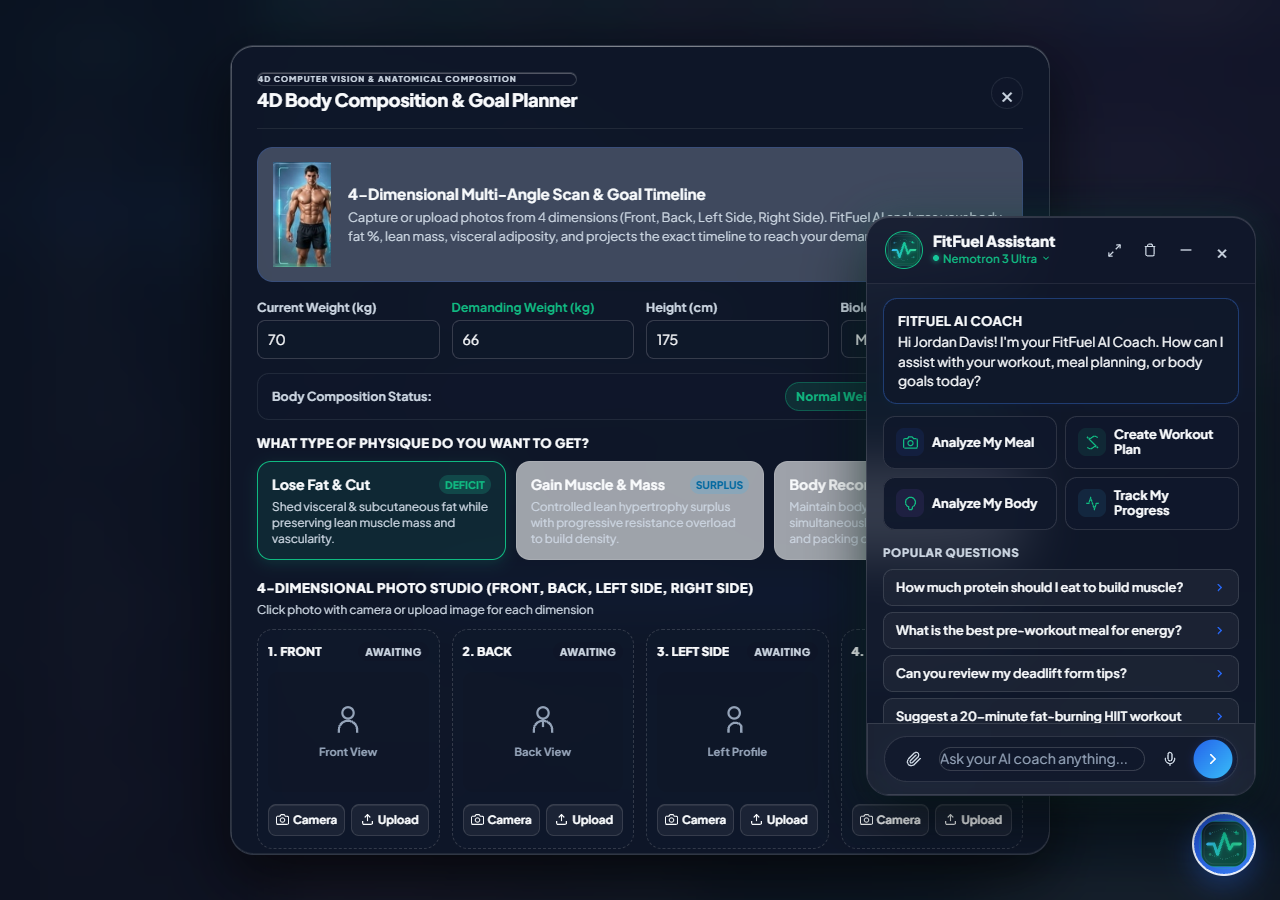 4D COMPUTER VISION & ANATOMICAL COMPOSITION
4D Body Composition & Goal Planner
4-Dimensional Multi-Angle Scan & Goal Timeline
Capture or upload photos from 4 dimensions (Front, Back, Left Side, Right Side). FitFuel AI analyzes your body
fat %, lean mass, visceral adiposity, and projects the exact timeline to reach your
Current Weight (kg)
Demanding Weight (kg)
Height (cm)
70
66
175
M
Body Composition Status:
Normal
WHAT TYPE OF PHYSIQUE DO YOU WANT TO GET?
Lose Fat & Cut
DEFICIT
Shed visceral & subcutaneous fat while
preserving lean muscle mass and
vascularity.
Gain Muscle & Mass
SURPLUS
Controlled lean hypertrophy surplus
with progressive resistance overload
to build density.
Body
Maintain body
and packing
4-DIMENSIONAL PHOTO STUDIO (FRONT, BACK, LEFT SIDE, RIGHT SIDE)
Click photo with camera or upload image for each dimension
1. FRONT
AWAITING
Front View
Camera
Upload
2. BACK
AWAITING
Back View
Camera
Upload
3. LEFT SIDE
AWAITING
Left Profile
Camera
Upload
4.
Camera
Upload
FitFuel Assistant
Nemotron 3 Ultra
FITFUEL AI COACH
Hi Jordan Davis! I'm your FitFuel AI Coach. How can I
assist with your workout, meal planning, or body
goals today?
Analyze My Meal
Create Workout
Plan
Analyze My Body
Track My
Progress
POPULAR QUESTIONS
How much protein should I eat to build muscle?
What is the best pre-workout meal for energy?
Can you review my deadlift form tips?
Suggest a 20-minute fat-burning HIIT workout
Ask your AI coach anything...